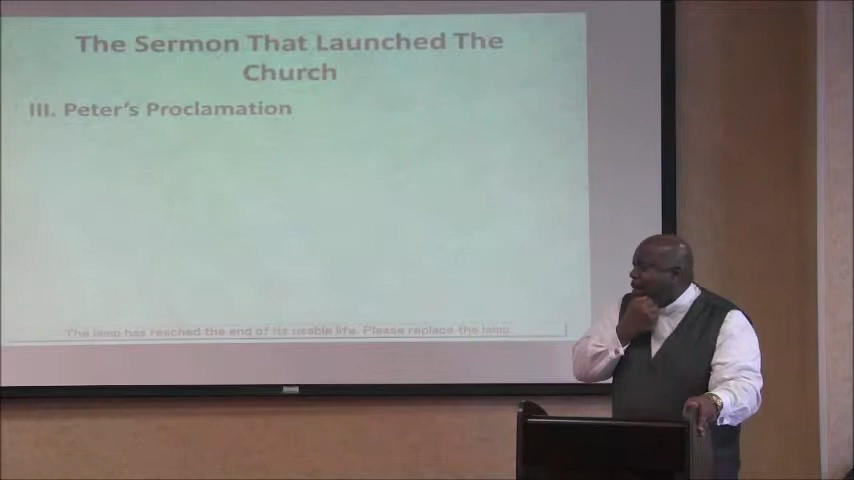 The Sermon That Launched The
Church
III. Peter's Proclamation
The lamp has reached the end of its usable life. Please replace the lamp.